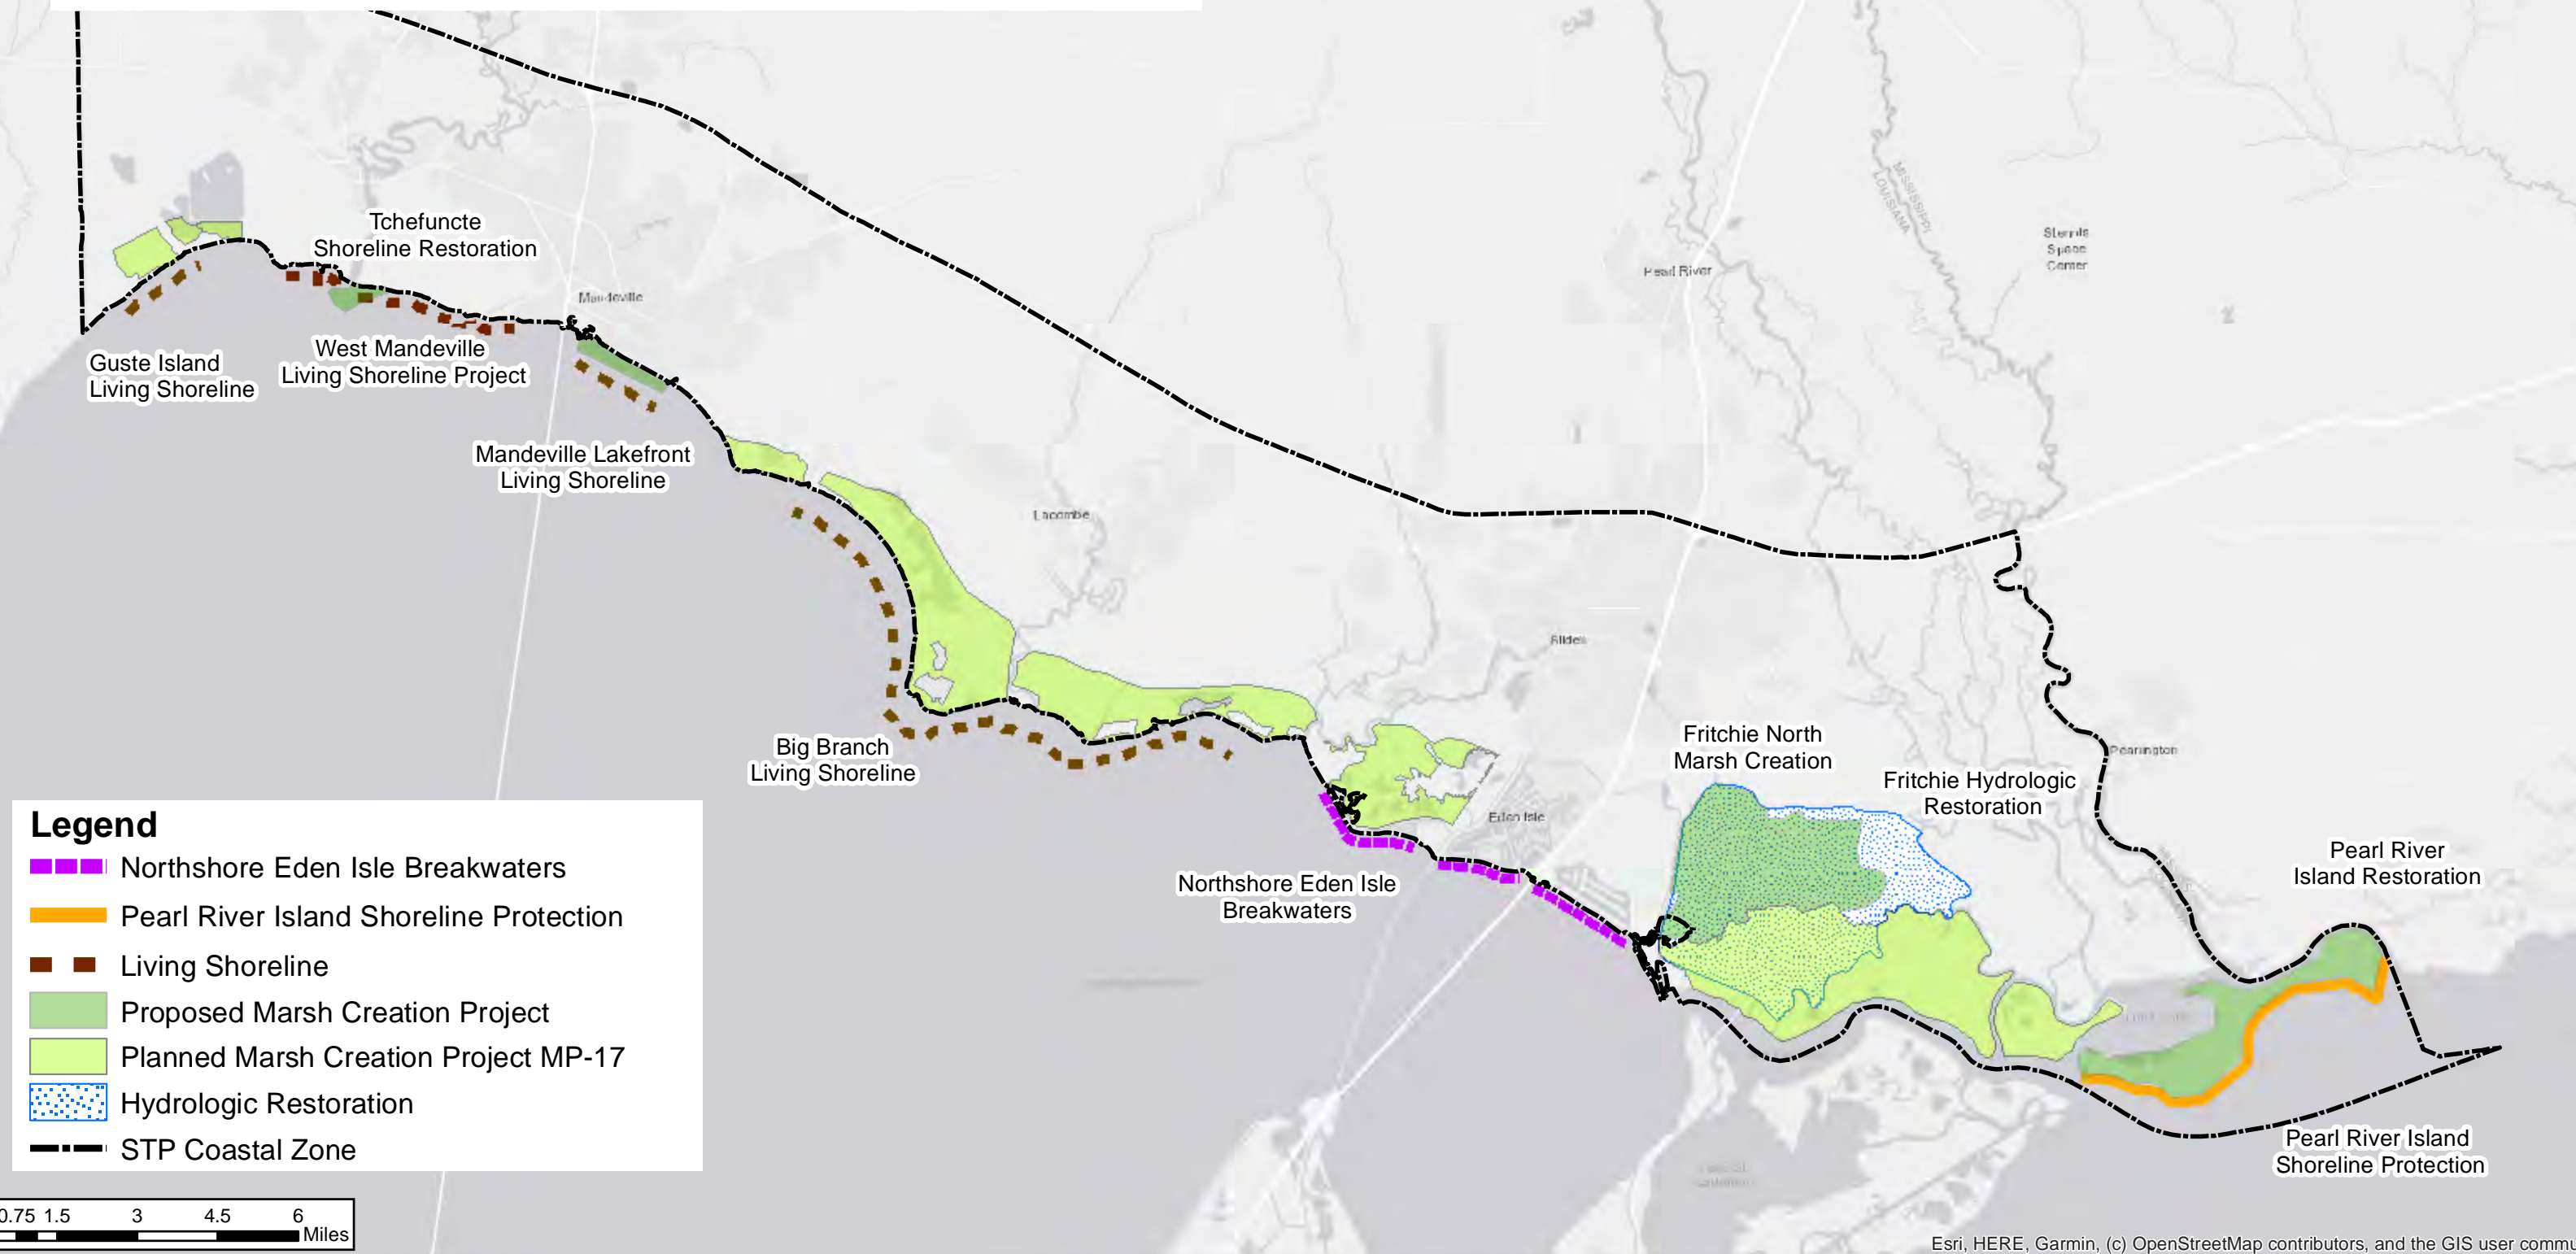 MISSISSIPPI
LOUISIANA
Tchefuncte
Shoreline Restoration
Stennis
Space
Center
Pearl River
Mandeville
West Mandeville
Living Shoreline Project
Guste Island
Living Shoreline
Mandeville Lakefront
Living Shoreline
Lacombe
Slidell
Fritchie North
Marsh Creation
Pearlington
Big Branch
Living Shoreline
Fritchie Hydrologic
Restoration
Eden Isle
Pearl River
Island Restoration
Northshore Eden Isle
Breakwaters
Pearl River Island
Shoreline Protection
Legend
Northshore Eden Isle Breakwaters
Pearl River Island Shoreline Protection
Living Shoreline
Proposed Marsh Creation Project
Planned Marsh Creation Project MP-17
Hydrologic Restoration
STP Coastal Zone
0.75 1.5 3 4.5 6
Miles
Esri, HERE, Garmin, (c) OpenStreetMap contributors, and the GIS user commu